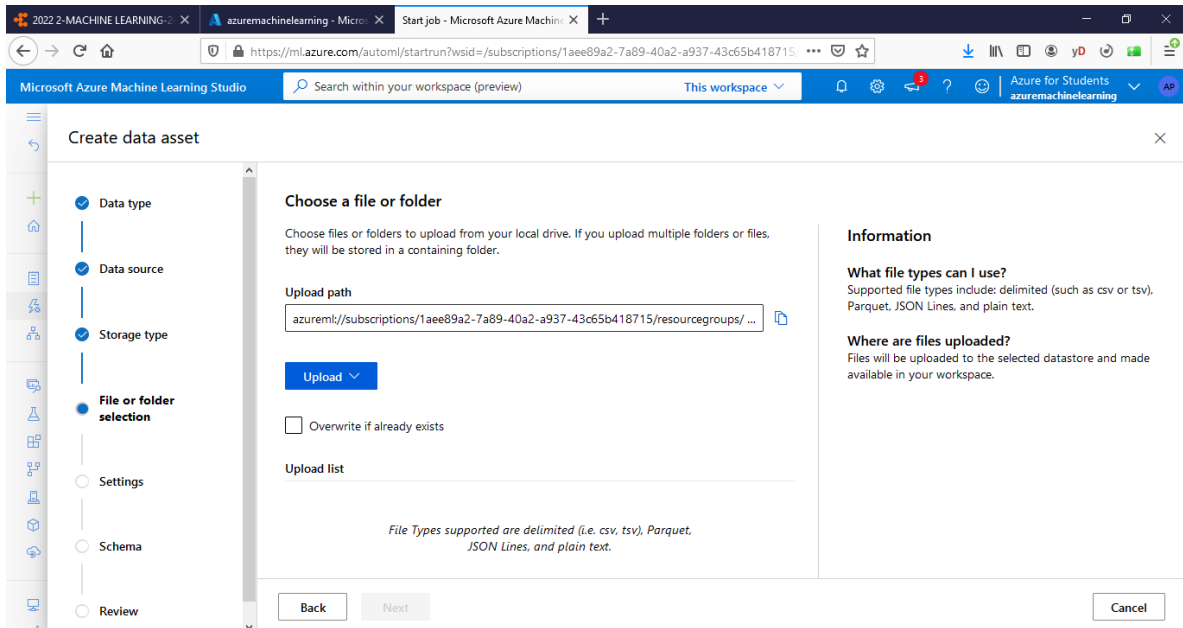 2022 2-MACHINE LEARNING-2
azuremachinelearning - Micros
Start job - Microsoft Azure Machine
https://ml.azure.com/automl/startrun?wsid=/subscriptions/1aee89a2-7a89-40a2-a937-43c65b418715
yD
Microsoft Azure Machine Learning Studio
Search within your workspace (preview)
This workspace
3
?
Azure for Students
azuremachinelearning
AP
Create data asset
Data type
Data source
Storage type
File or folder
selection
Settings
Schema
Review
Choose a file or folder
Choose files or folders to upload from your local drive. If you upload multiple folders or files,
they will be stored in a containing folder.
Upload path
azureml://subscriptions/1aee89a2-7a89-40a2-a937-43c65b418715/resourcegroups/ ...
Upload
Overwrite if already exists
Upload list
File Types supported are delimited (i.e. csv, tsv), Parquet,
JSON Lines, and plain text.
Information
What file types can I use?
Supported file types include: delimited (such as csv or tsv),
Parquet, JSON Lines, and plain text.
Where are files uploaded?
Files will be uploaded to the selected datastore and made
available in your workspace.
Back
Next
Cancel